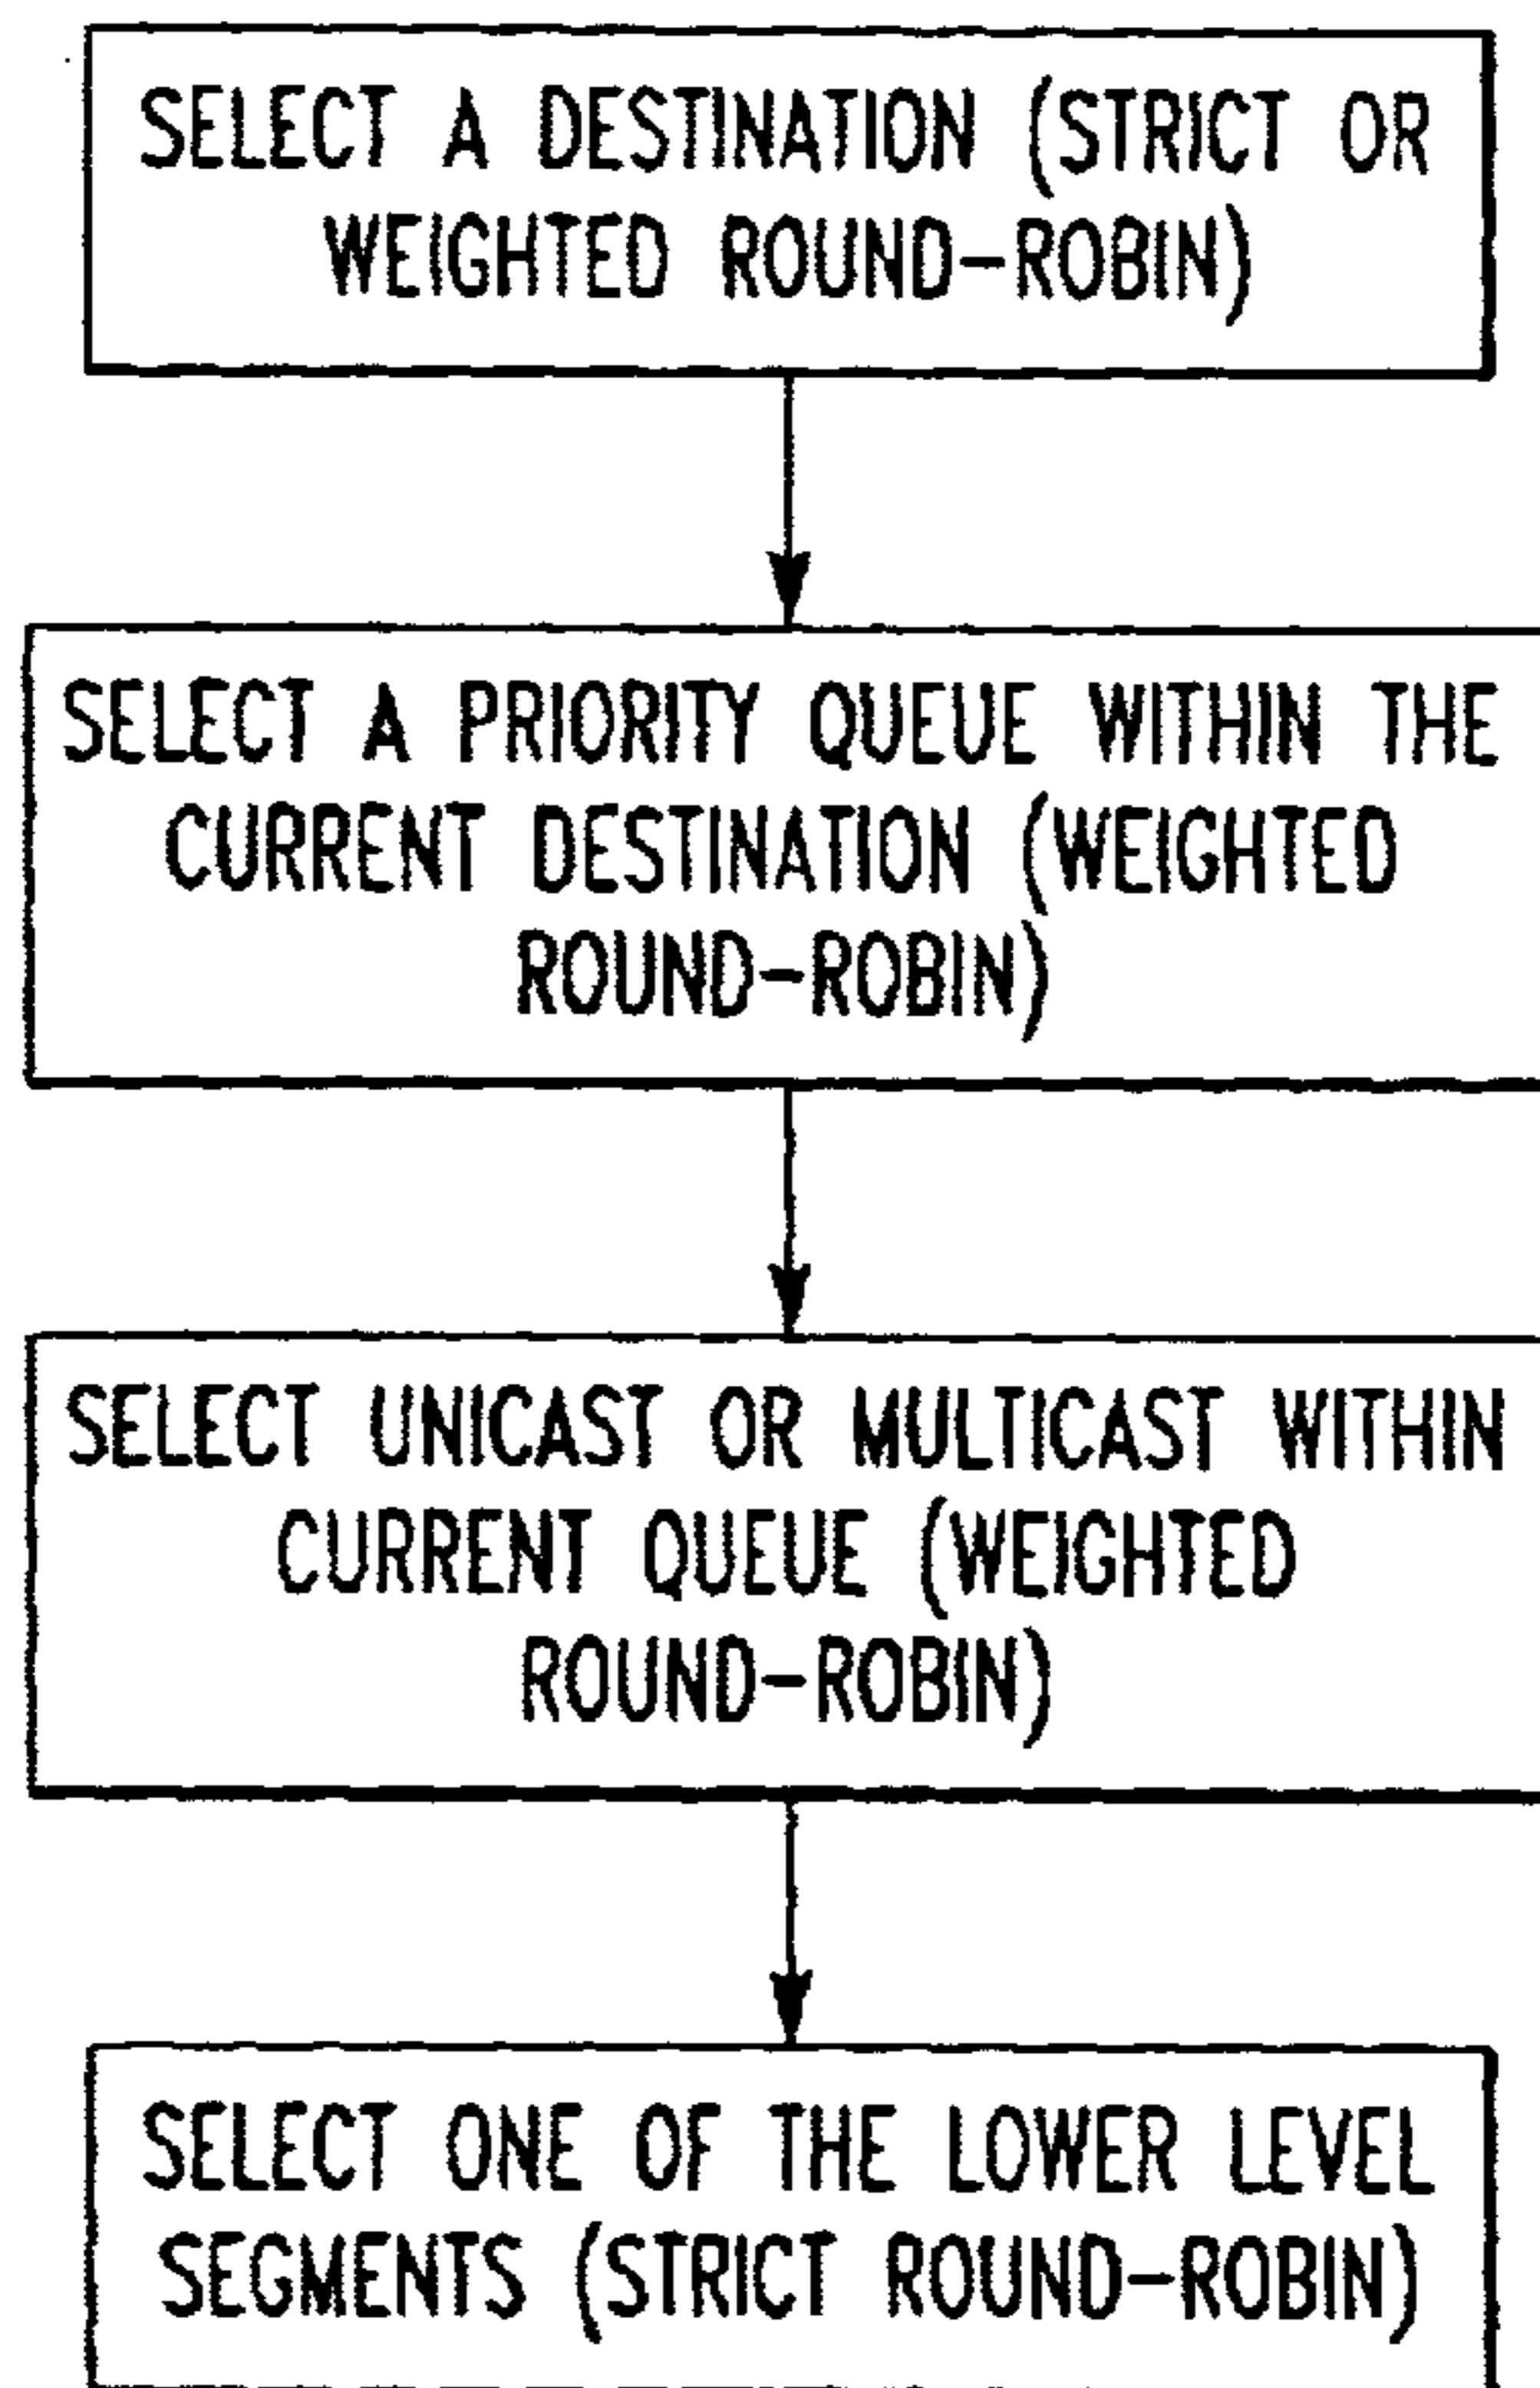 SELECT A DESTINATION (STRICT OR
WEIGHTED ROUND-ROBIN)
SELECT A PRIORITY QUEUE WITHIN THE
CURRENT DESTINATION (WEIGHTED
ROUND-ROBIN)
SELECT UNICAST OR MULTICAST WITHIN
CURRENT QUEUE (WEIGHTED
ROUND-ROBIN)
SELECT ONE OF THE LOWER LEVEL
SEGMENTS (STRICT ROUND-ROBIN)